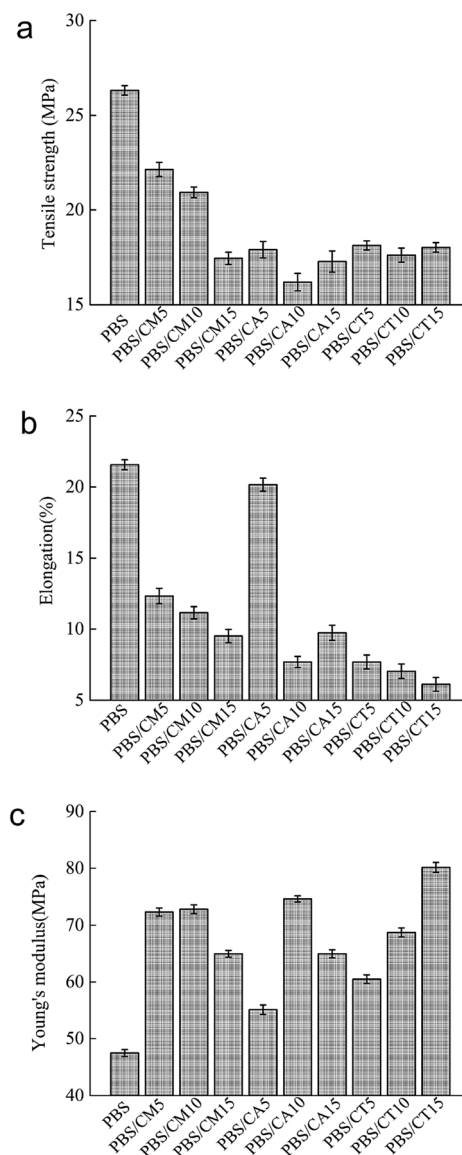 a
Tensile strength (MPa)
30
26
21
18
15
PBS
PBS/CM5
PBS/CM10
PBS/CM15
PBS/CA5
PBS/CA10
PBS/CA15
PBS/CT5
PBS/CT10
PBS/CT15
b
Elongation(%)
25
22
15
10
5
PBS
PBS/CM5
PBS/CM10
PBS/CM15
PBS/CA5
PBS/CA10
PBS/CA15
PBS/CT5
PBS/CT10
PBS/CT15
c
Young's modulus(MPa)
90
80
70
60
50
40
PBS
PBS/CM5
PBS/CM10
PBS/CM15
PBS/CA5
PBS/CA10
PBS/CA15
PBS/CT5
PBS/CT10
PBS/CT15